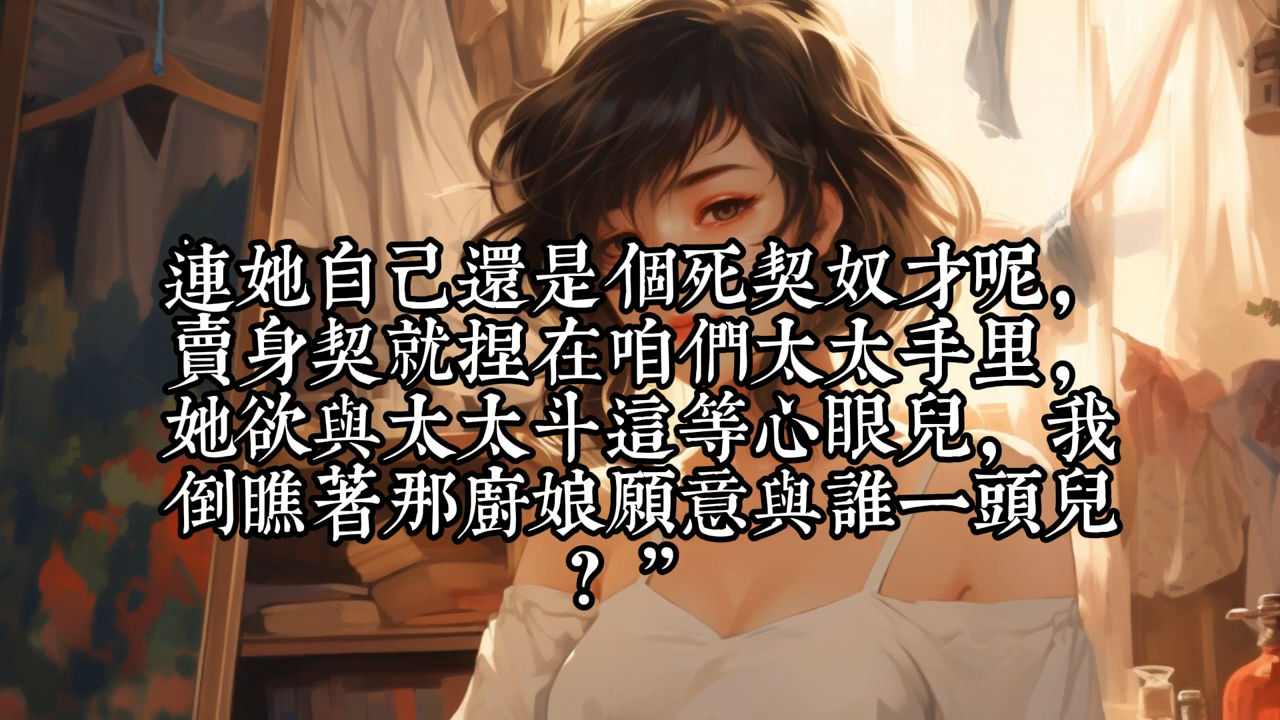 連她自己還是個死契奴才呢，
賣身契就捏在咱們太太手里，
她欲與太太斗這等心眼兒，我
倒瞧著那廚娘願意與誰一頭兒
？”